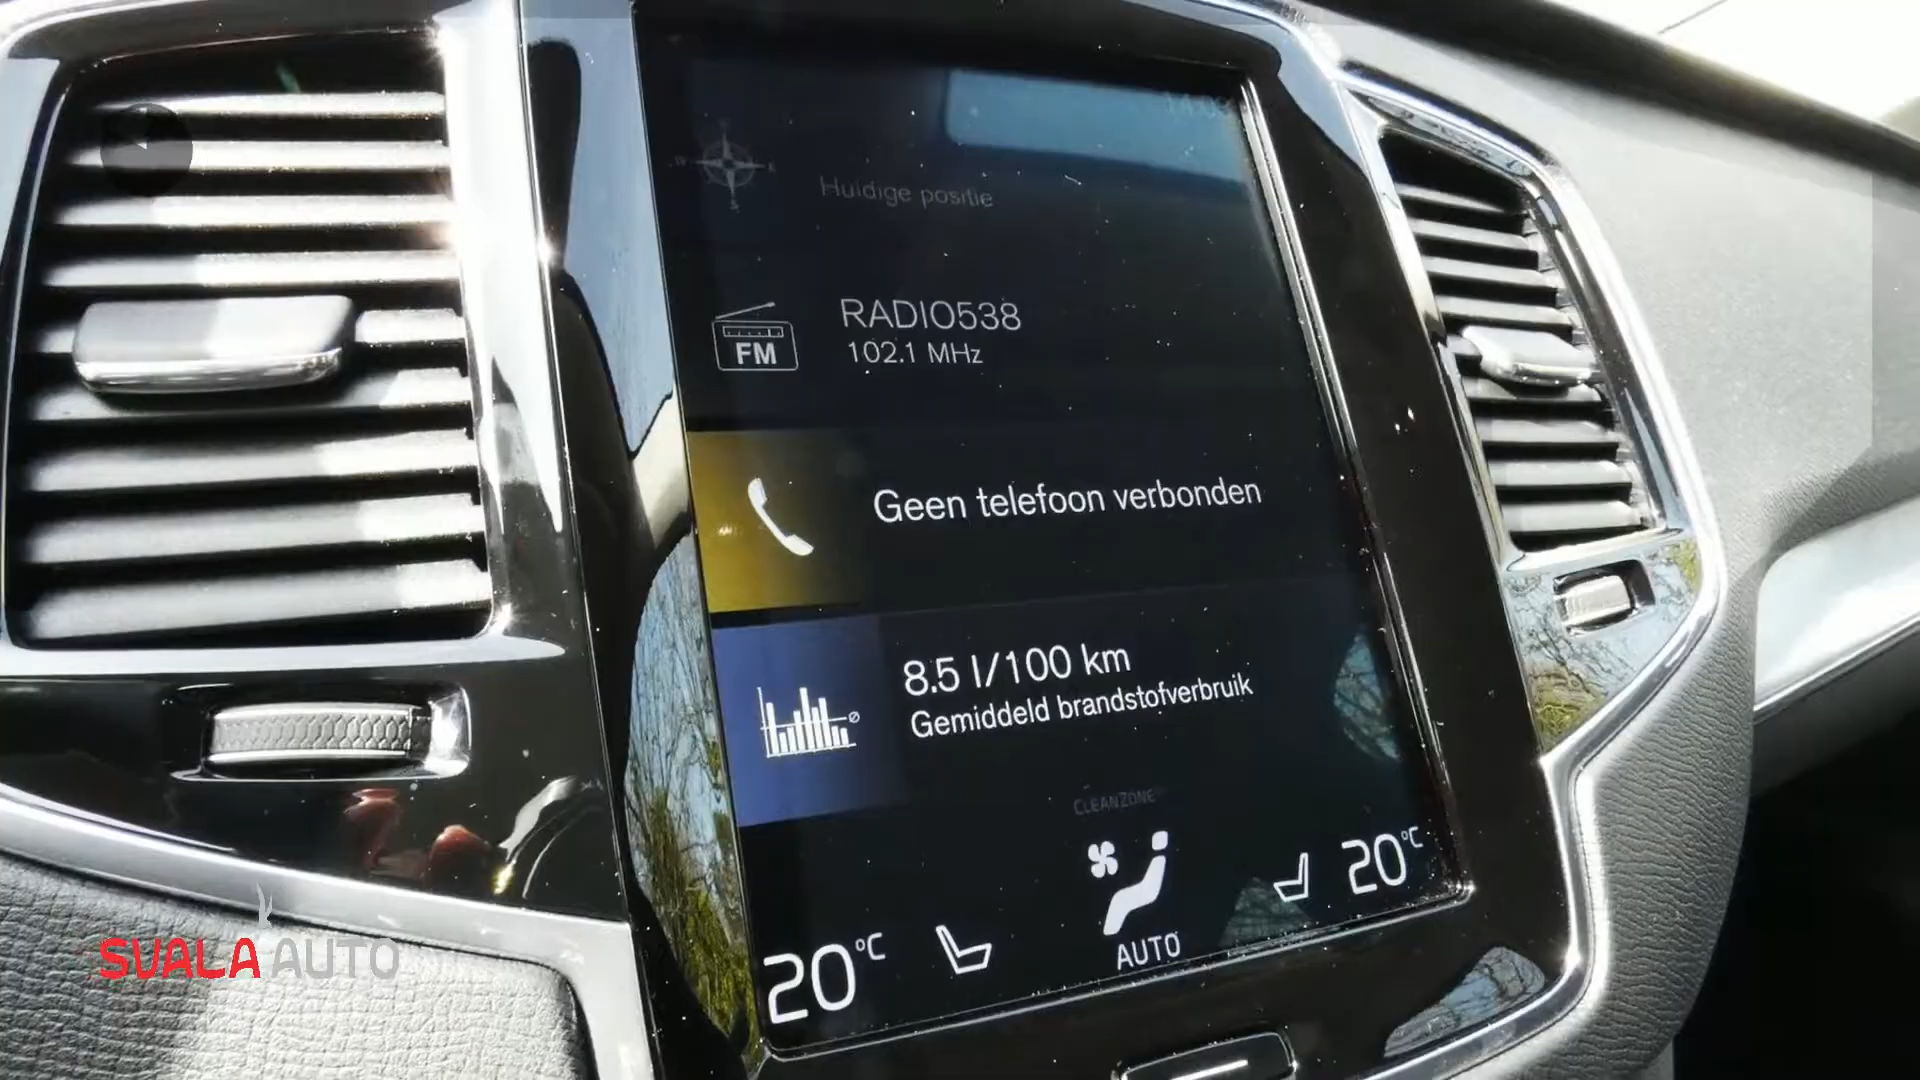 Huidige positie
RADIO538
FM
102.1 MHz
Geen telefoon verbonden
8.5 l/100 km
Gemiddeld brandstofverbruik
CLEANZONE
20°C
AUTO
20°C
SVALA AUTO